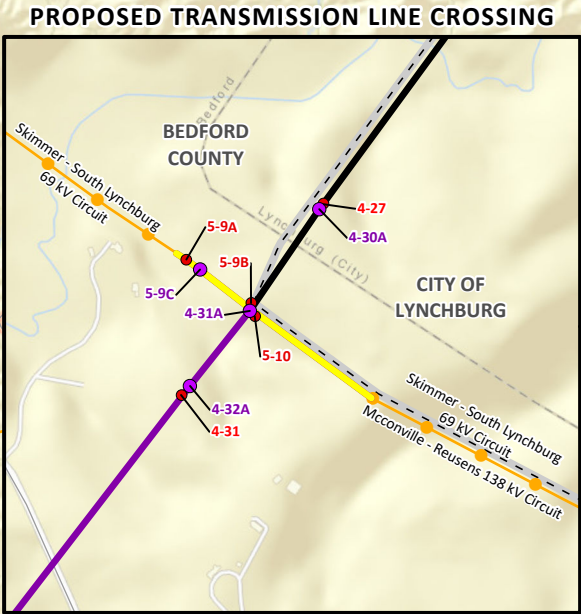 PROPOSED TRANSMISSION LINE CROSSING
Bedford
BEDFORD
COUNTY
Skimmer - South Lynchburg
69 kV Circuit
4-27
Lynchburg (City)
4-30A
5-9A
5-9B
5-9C
4-31A
CITY OF
LYNCHBURG
5-10
4-32A
4-31
Skimmer - South Lynchburg
69 kV Circuit
Mcconville - Reusens 138 kV Circuit